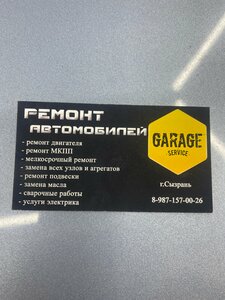 РЕМОНТ
АВТОМОБИЛЕЙ
- ремонт двигателя
- ремонт МКПП
- мелкосрочный ремонт
- замена всех узлов и агрегатов
- ремонт подвески
- замена масла
- сварочные работы
- услуги электрика
GARAGE
SERVICE
г.Сызрань
8-987-157-00-26